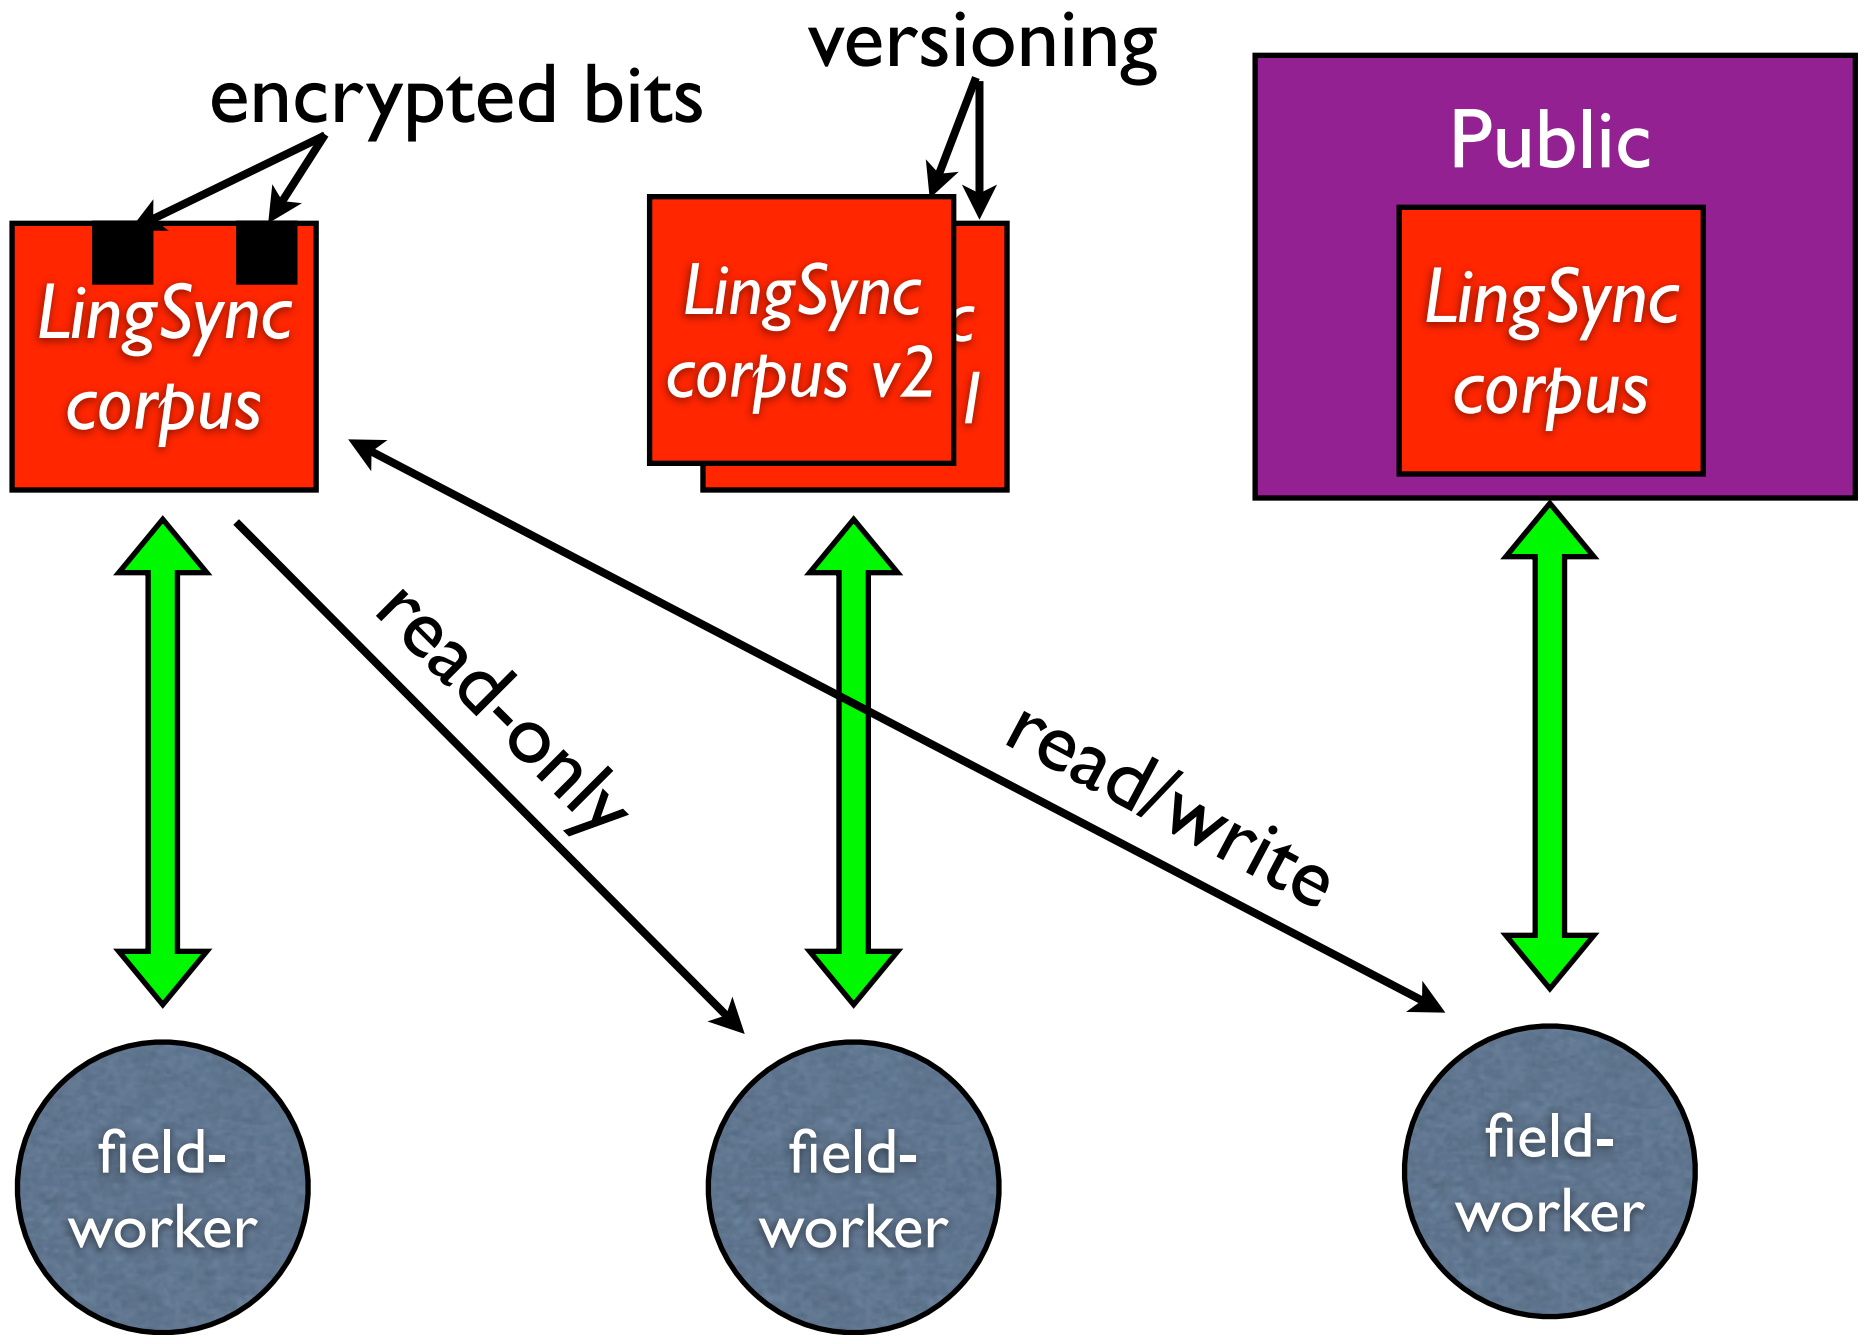 versioning
encrypted bits
Public
LingSync
corpus
LingSync
corpus v2
c
1
LingSync
corpus
read-only
read/write
field-
worker
field-
worker
field-
worker